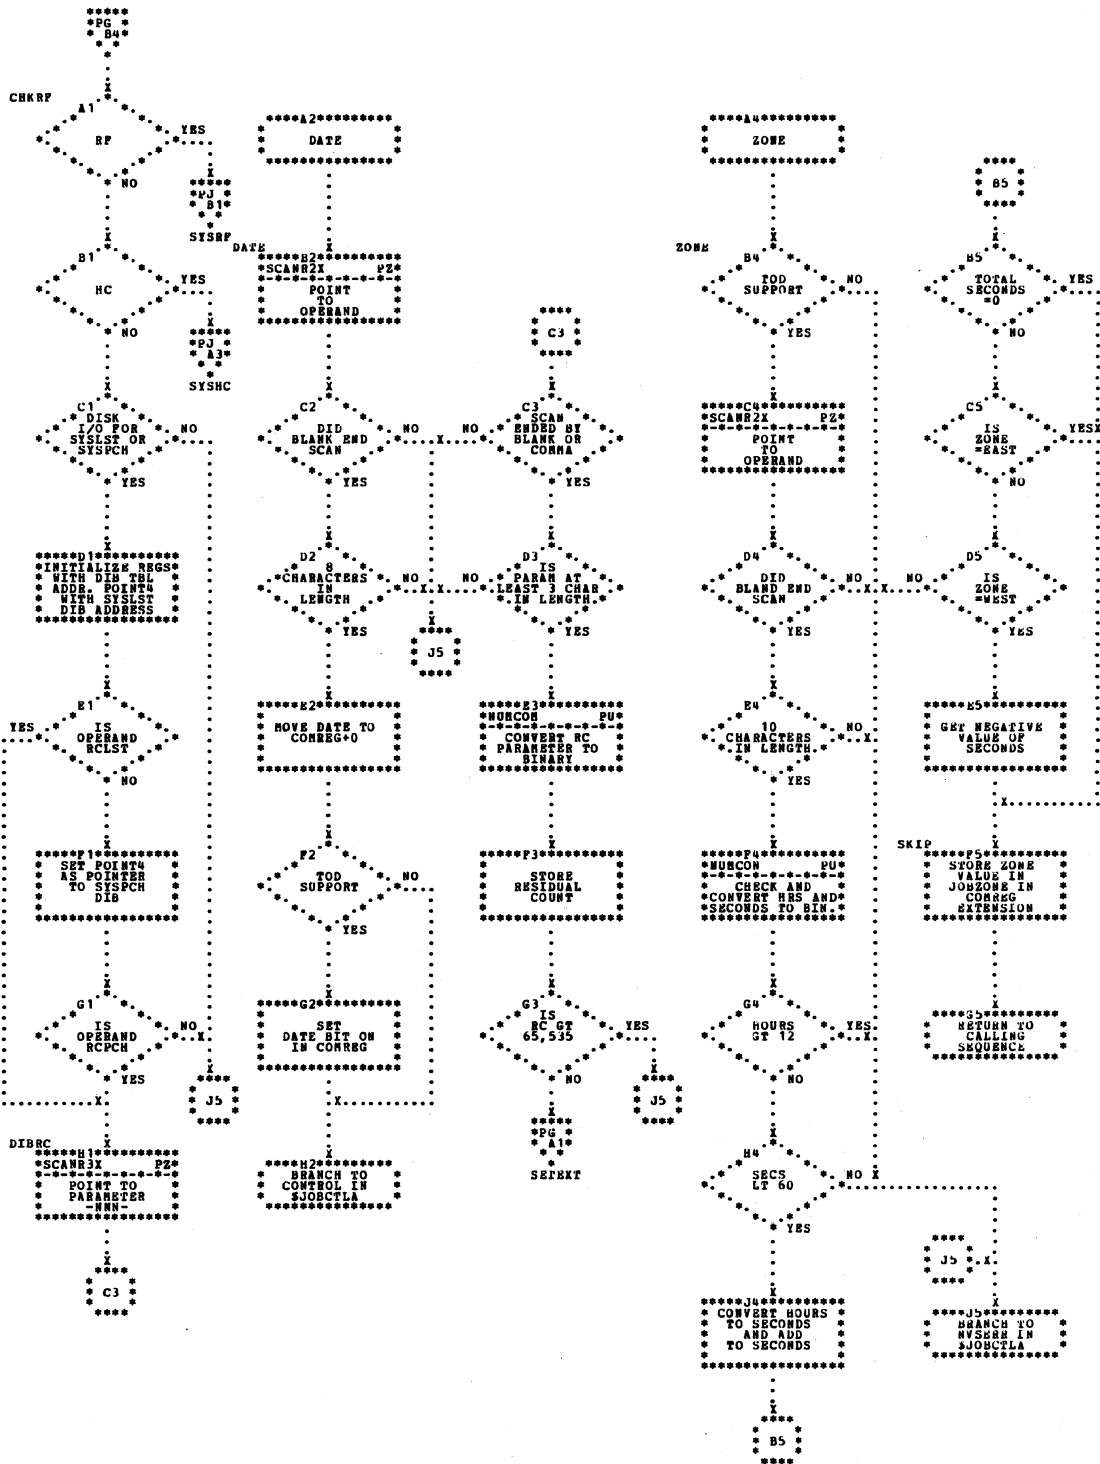 PG
B4
CHKRF
A1
RF
YES
NO
PJ
B1
SYSRF
B1
HC
YES
NO
PJ
A3
SYSHC
C1
DISK
I/O FOR
SYSLST OR
SYSPCH
NO
YES
D1
INITIALIZE REGS
WITH DIB TBL
ADDR. POINT4
WITH SYSLST
DIB ADDRESS
E1
IS
OPERAND
RCLST
YES
NO
F1
SET POINT4
AS POINTER
TO SYSPCH
DIB
G1
IS
OPERAND
RCPCH
NO
YES
J5
DIBRC
H1
SCANR3X PZ
POINT TO
PARAMETER
-NNN-
C3
A2
DATE
DATE
B2
SCANR2X PZ
POINT
TO
OPERAND
C2
DID
BLANK END
SCAN
NO
YES
D2
8
CHARACTERS
IN
LENGTH
NO
YES
J5
E2
MOVE DATE TO
COMREG+0
F2
TOD
SUPPORT
NO
YES
G2
SET
DATE BIT ON
IN COMREG
H2
BRANCH TO
CONTROL IN
$JOBCTLA
C3
C3
SCAN
ENDED BY
BLANK OR
COMMA
NO
YES
D3
IS
PARAM AT
LEAST 3 CHAR
IN LENGTH.
NO
YES
E3
NUMCON PU
CONVERT RC
PARAMETER TO
BINARY
F3
STORE
RESIDUAL
COUNT
G3
IS
RC GT
65,535
YES
NO
J5
PG
A1
SETEXT
A4
ZONE
ZONE
B4
TOD
SUPPORT
NO
YES
C4
SCANR2X PZ
POINT
TO
OPERAND
D4
DID
BLAND END
SCAN
NO
YES
E4
10
CHARACTERS
IN LENGTH.
NO
YES
F4
NUMCON PU
CHECK AND
CONVERT HRS AND
SECONDS TO BIN.
G4
HOURS
GT 12
YES
NO
H4
SECS
LT 60
NO
YES
J4
CONVERT HOURS
TO SECONDS
AND ADD
TO SECONDS
B5
B5
B5
TOTAL
SECONDS
=0
YES
NO
C5
IS
ZONE
=EAST
YES
NO
D5
IS
ZONE
=WEST
NO
YES
E5
GET NEGATIVE
VALUE OF
SECONDS
SKIP
F5
STORE ZONE
VALUE IN
JOBZONE IN
COMREG
EXTENSION
G5
RETURN TO
CALLING
SEQUENCE
J5
J5
BRANCH TO
NVSERR IN
$JOBCTLA